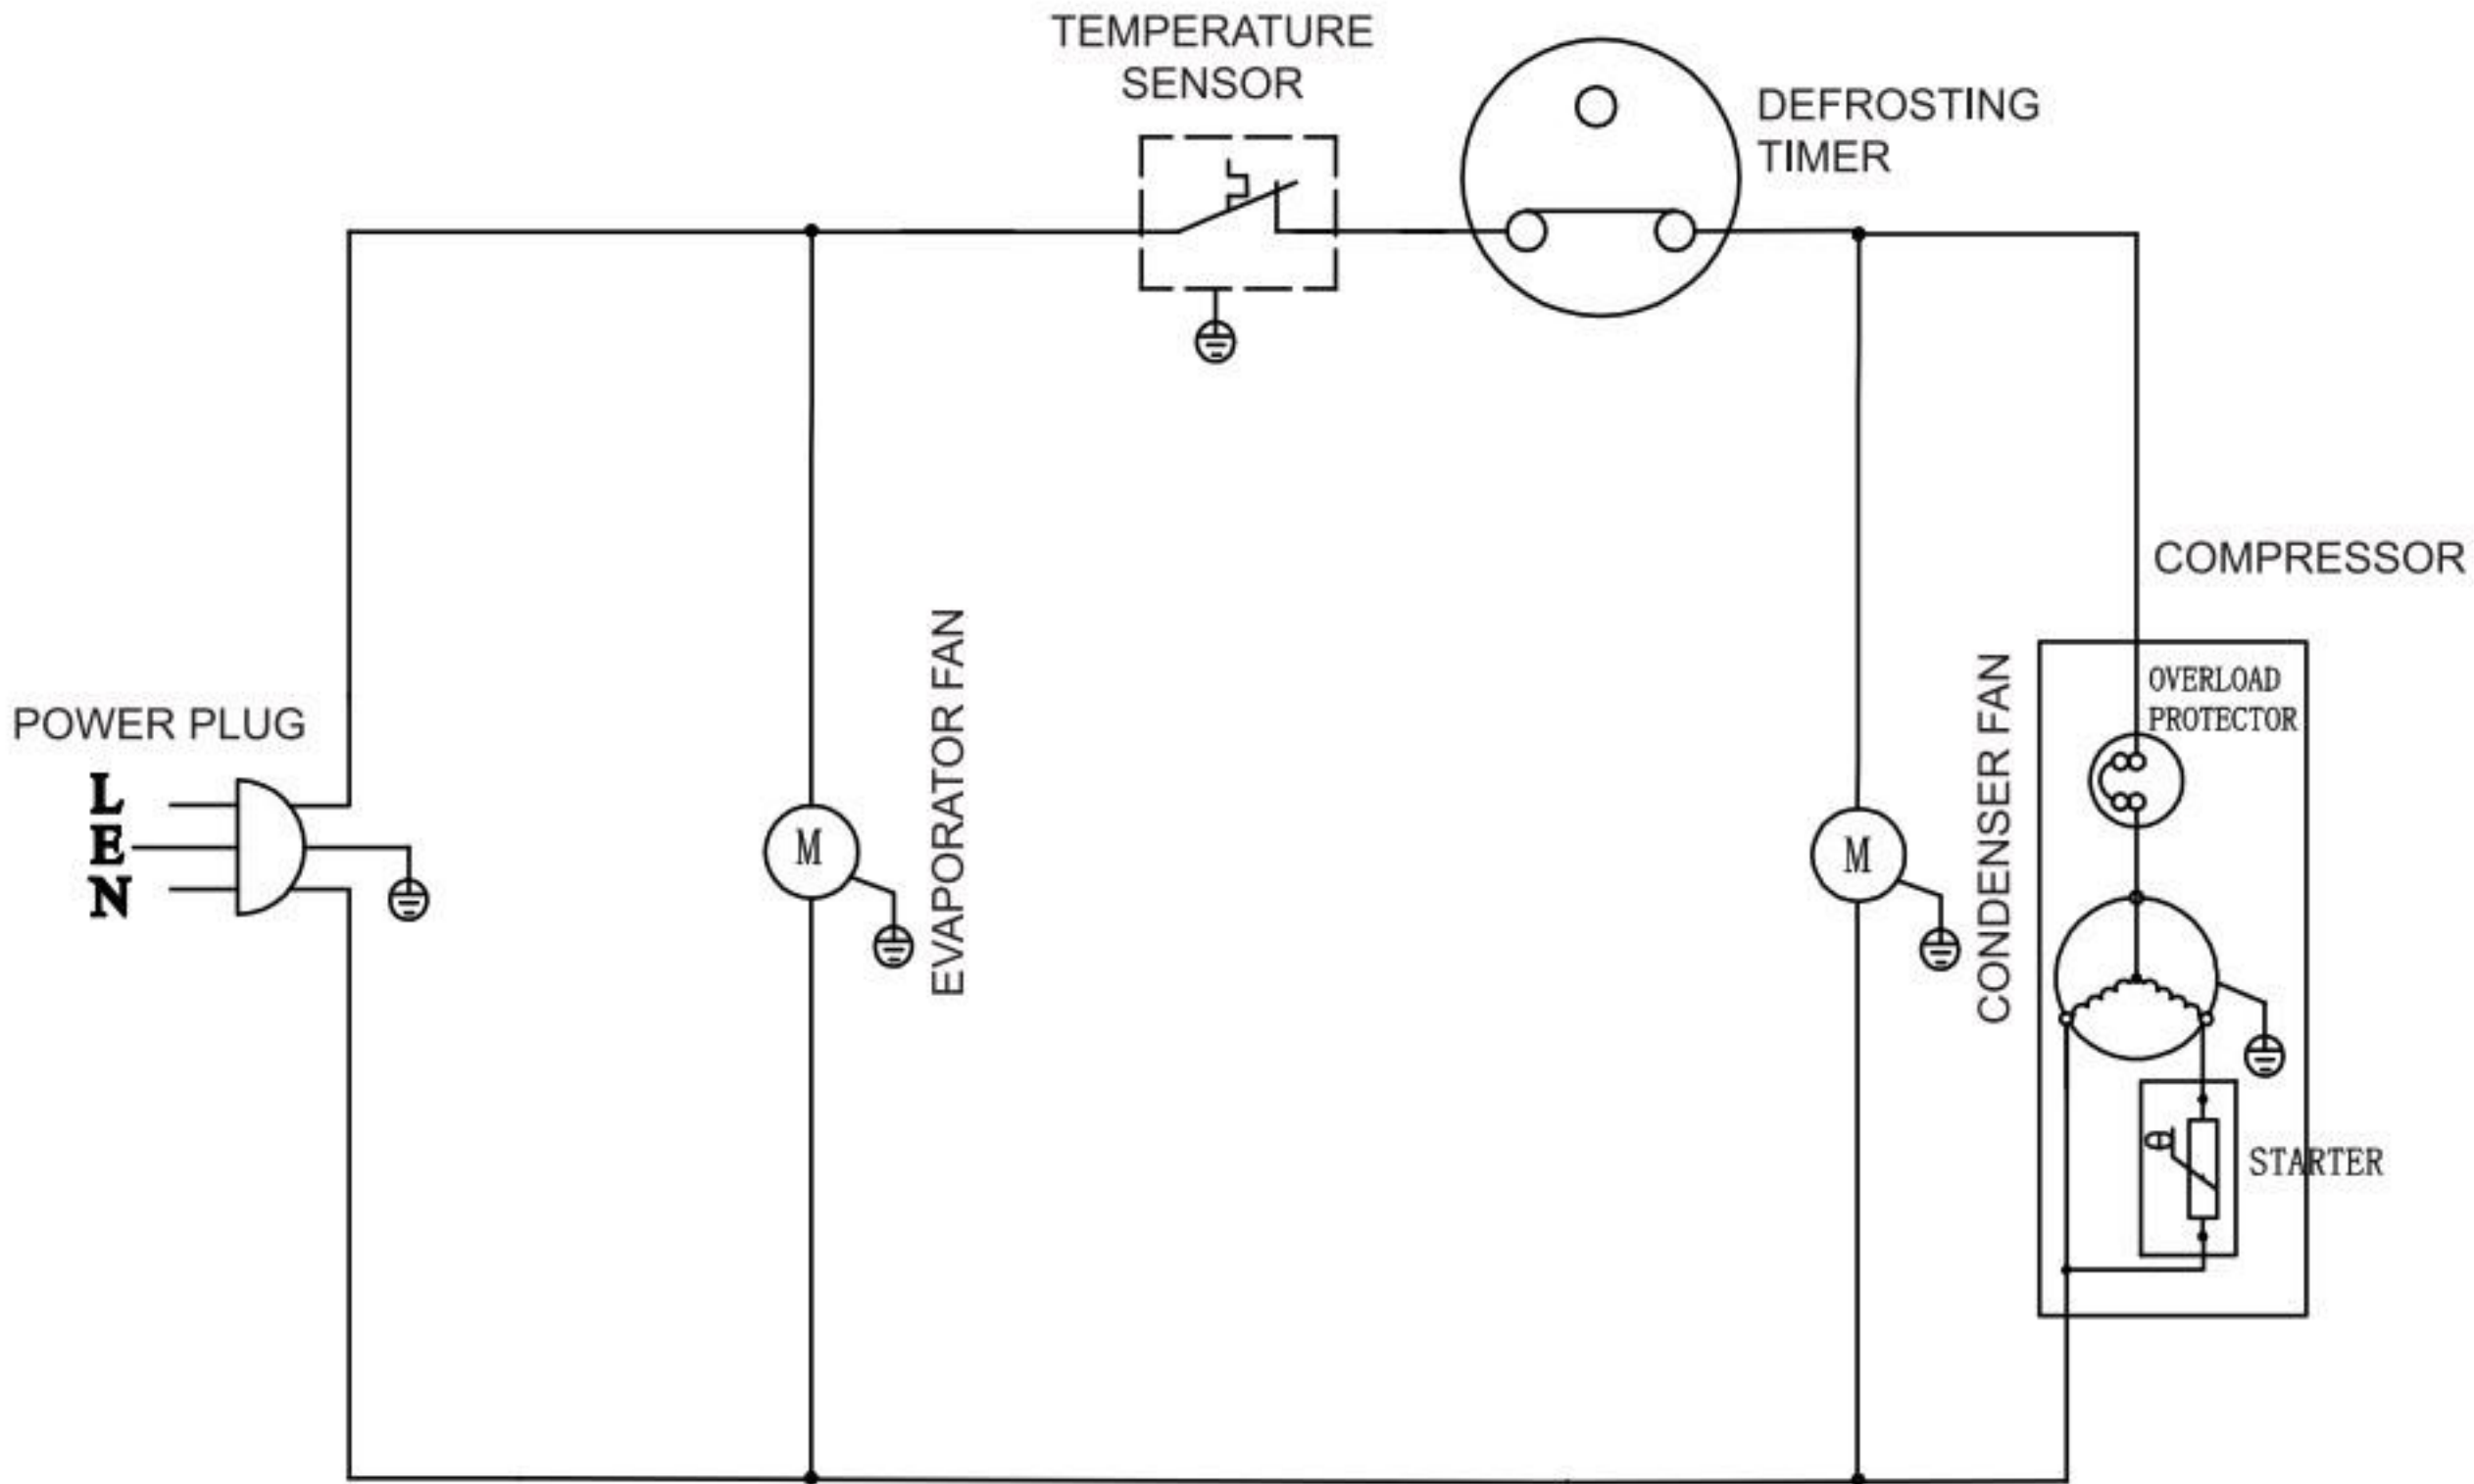 TEMPERATURE
SENSOR
DEFROSTING
TIMER
COMPRESSOR
OVERLOAD
PROTECTOR
CONDENSER FAN
EVAPORATOR FAN
POWER PLUG
L
E
N
M
M
θ
STARTER